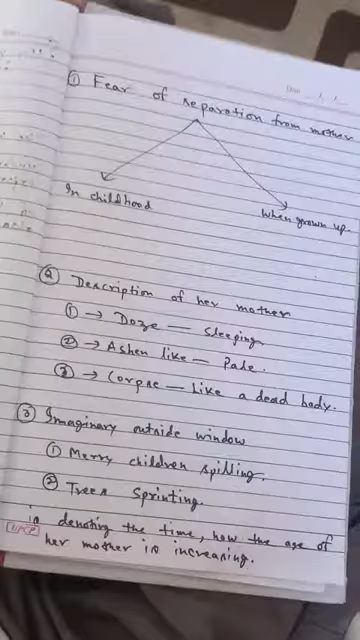 ① Fear of separation from mother
In childhood
When grown up.
② Description of her mother
① → Doze — sleeping.
② → Ashen like — Pale.
③ → Corpse — Like a dead body.
③ Imaginary outside window
① Merry children spilling.
② Trees Sprinting.
is denoting the time, how the age of
her mother is increasing.